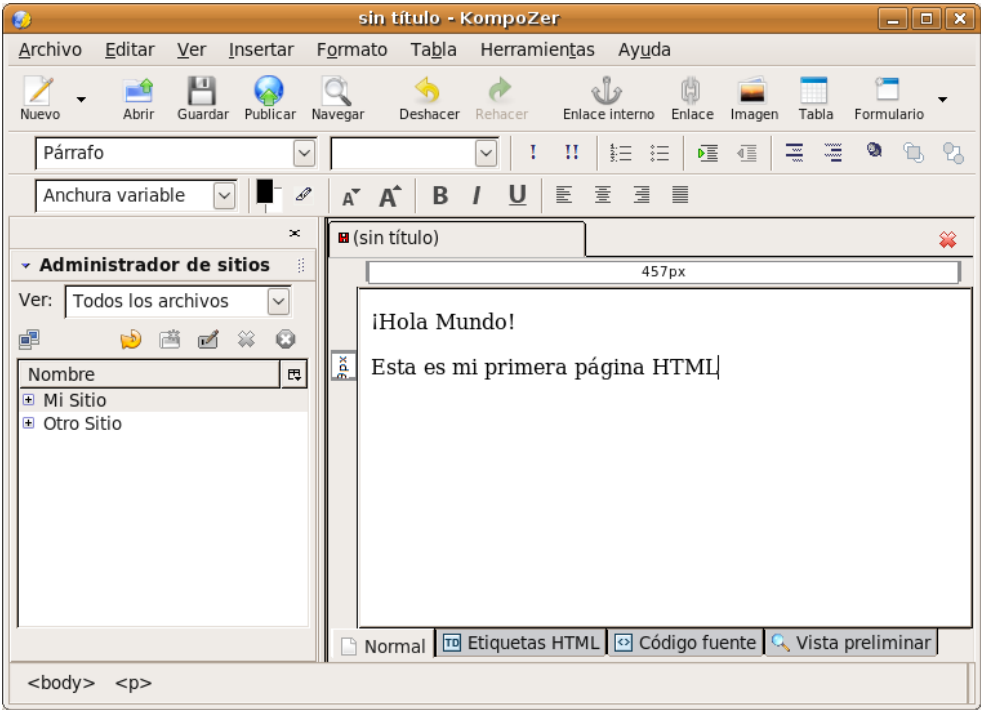 sin título - KompoZer
Archivo Editar Ver Insertar Formato Tabla Herramientas Ayuda
Nuevo Abrir Guardar Publicar Navegar Deshacer Rehacer Enlace interno Enlace Imagen Tabla Formulario
Párrafo ! !!
Anchura variable A A B I U
(sin título)
Administrador de sitios
457px
Ver: Todos los archivos
¡Hola Mundo!
Esta es mi primera página HTML
px
Nombre
Mi Sitio
Otro Sitio
Normal TD Etiquetas HTML Código fuente Vista preliminar
<body> <p>